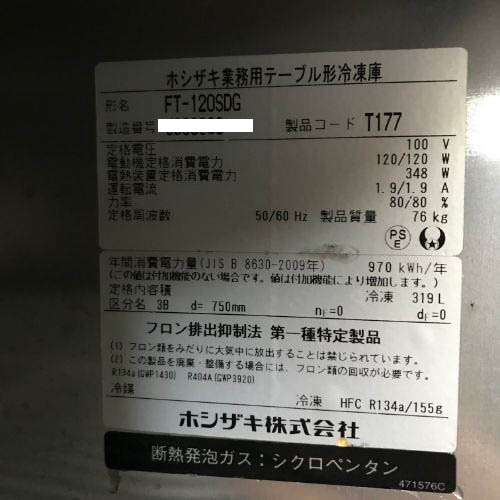 ホシザキ業務用テーブル形冷凍庫
形名 FT-120SDG
製造番号 製品コード T177
定格電圧 100 V
電動機定格消費電力 120/120 W
電熱装置定格消費電力 348 W
運転電流 1.9/1.9 A
力率 80/80 %
定格周波数 50/60 Hz 製品質量 76 kg
PS
E
年間消費電力量(JIS B 8630-2009年) 970 kWh/年
(この値は付加機能のない場合です。値は付加機能により増加します。)
定格内容積 冷凍 319L
区分名 3B d= 750mm nF=0 dF=0
フロン排出抑制法 第一種特定製品
(1) フロン類をみだりに大気中に放出することは禁じられています。
(2) この製品を廃棄・整備する場合には、フロン類の回収が必要です。
R134a(GWP1430) R404A(GWP3920)
冷媒 冷凍 HFC R134a/155g
ホシザキ株式会社
断熱発泡ガス：シクロペンタン
471576C